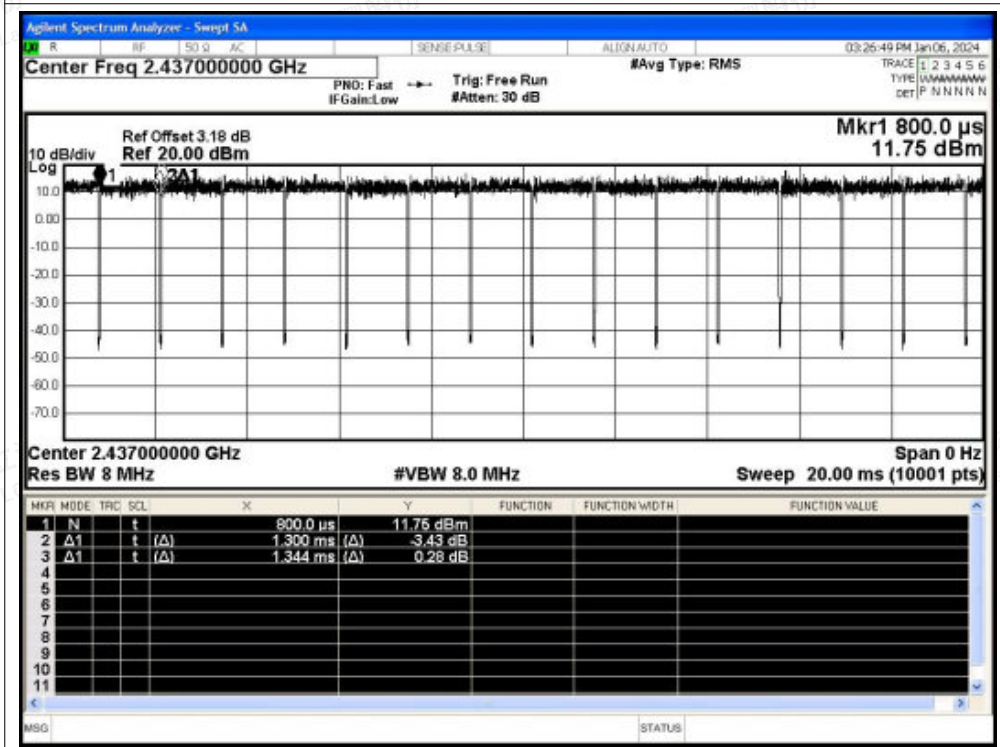 Agilent Spectrum Analyzer - Swept SA
R RF 50 Ω AC SENSE:PULSE ALIGN AUTO 03:26:49 PM Jan 06, 2024
Center Freq 2.437000000 GHz #Avg Type: RMS TRACE 1 2 3 4 5 6
PNO: Fast Trig: Free Run TYPE
IFGain:Low #Atten: 30 dB DET P N N N N N
Mkr1 800.0 µs
11.75 dBm
Ref Offset 3.18 dB
10 dB/div Ref 20.00 dBm
Log
1 3Δ1
10.0
0.00
-10.0
-20.0
-30.0
-40.0
-50.0
-60.0
-70.0
Center 2.437000000 GHz Span 0 Hz
Res BW 8 MHz #VBW 8.0 MHz Sweep 20.00 ms (10001 pts)
MKR MODE TRC SCL X Y FUNCTION FUNCTION WIDTH FUNCTION VALUE
1 N t 800.0 µs 11.75 dBm
2 Δ1 t (Δ) 1.300 ms (Δ) -3.43 dB
3 Δ1 t (Δ) 1.344 ms (Δ) 0.28 dB
4
5
6
7
8
9
10
11
MSG STATUS